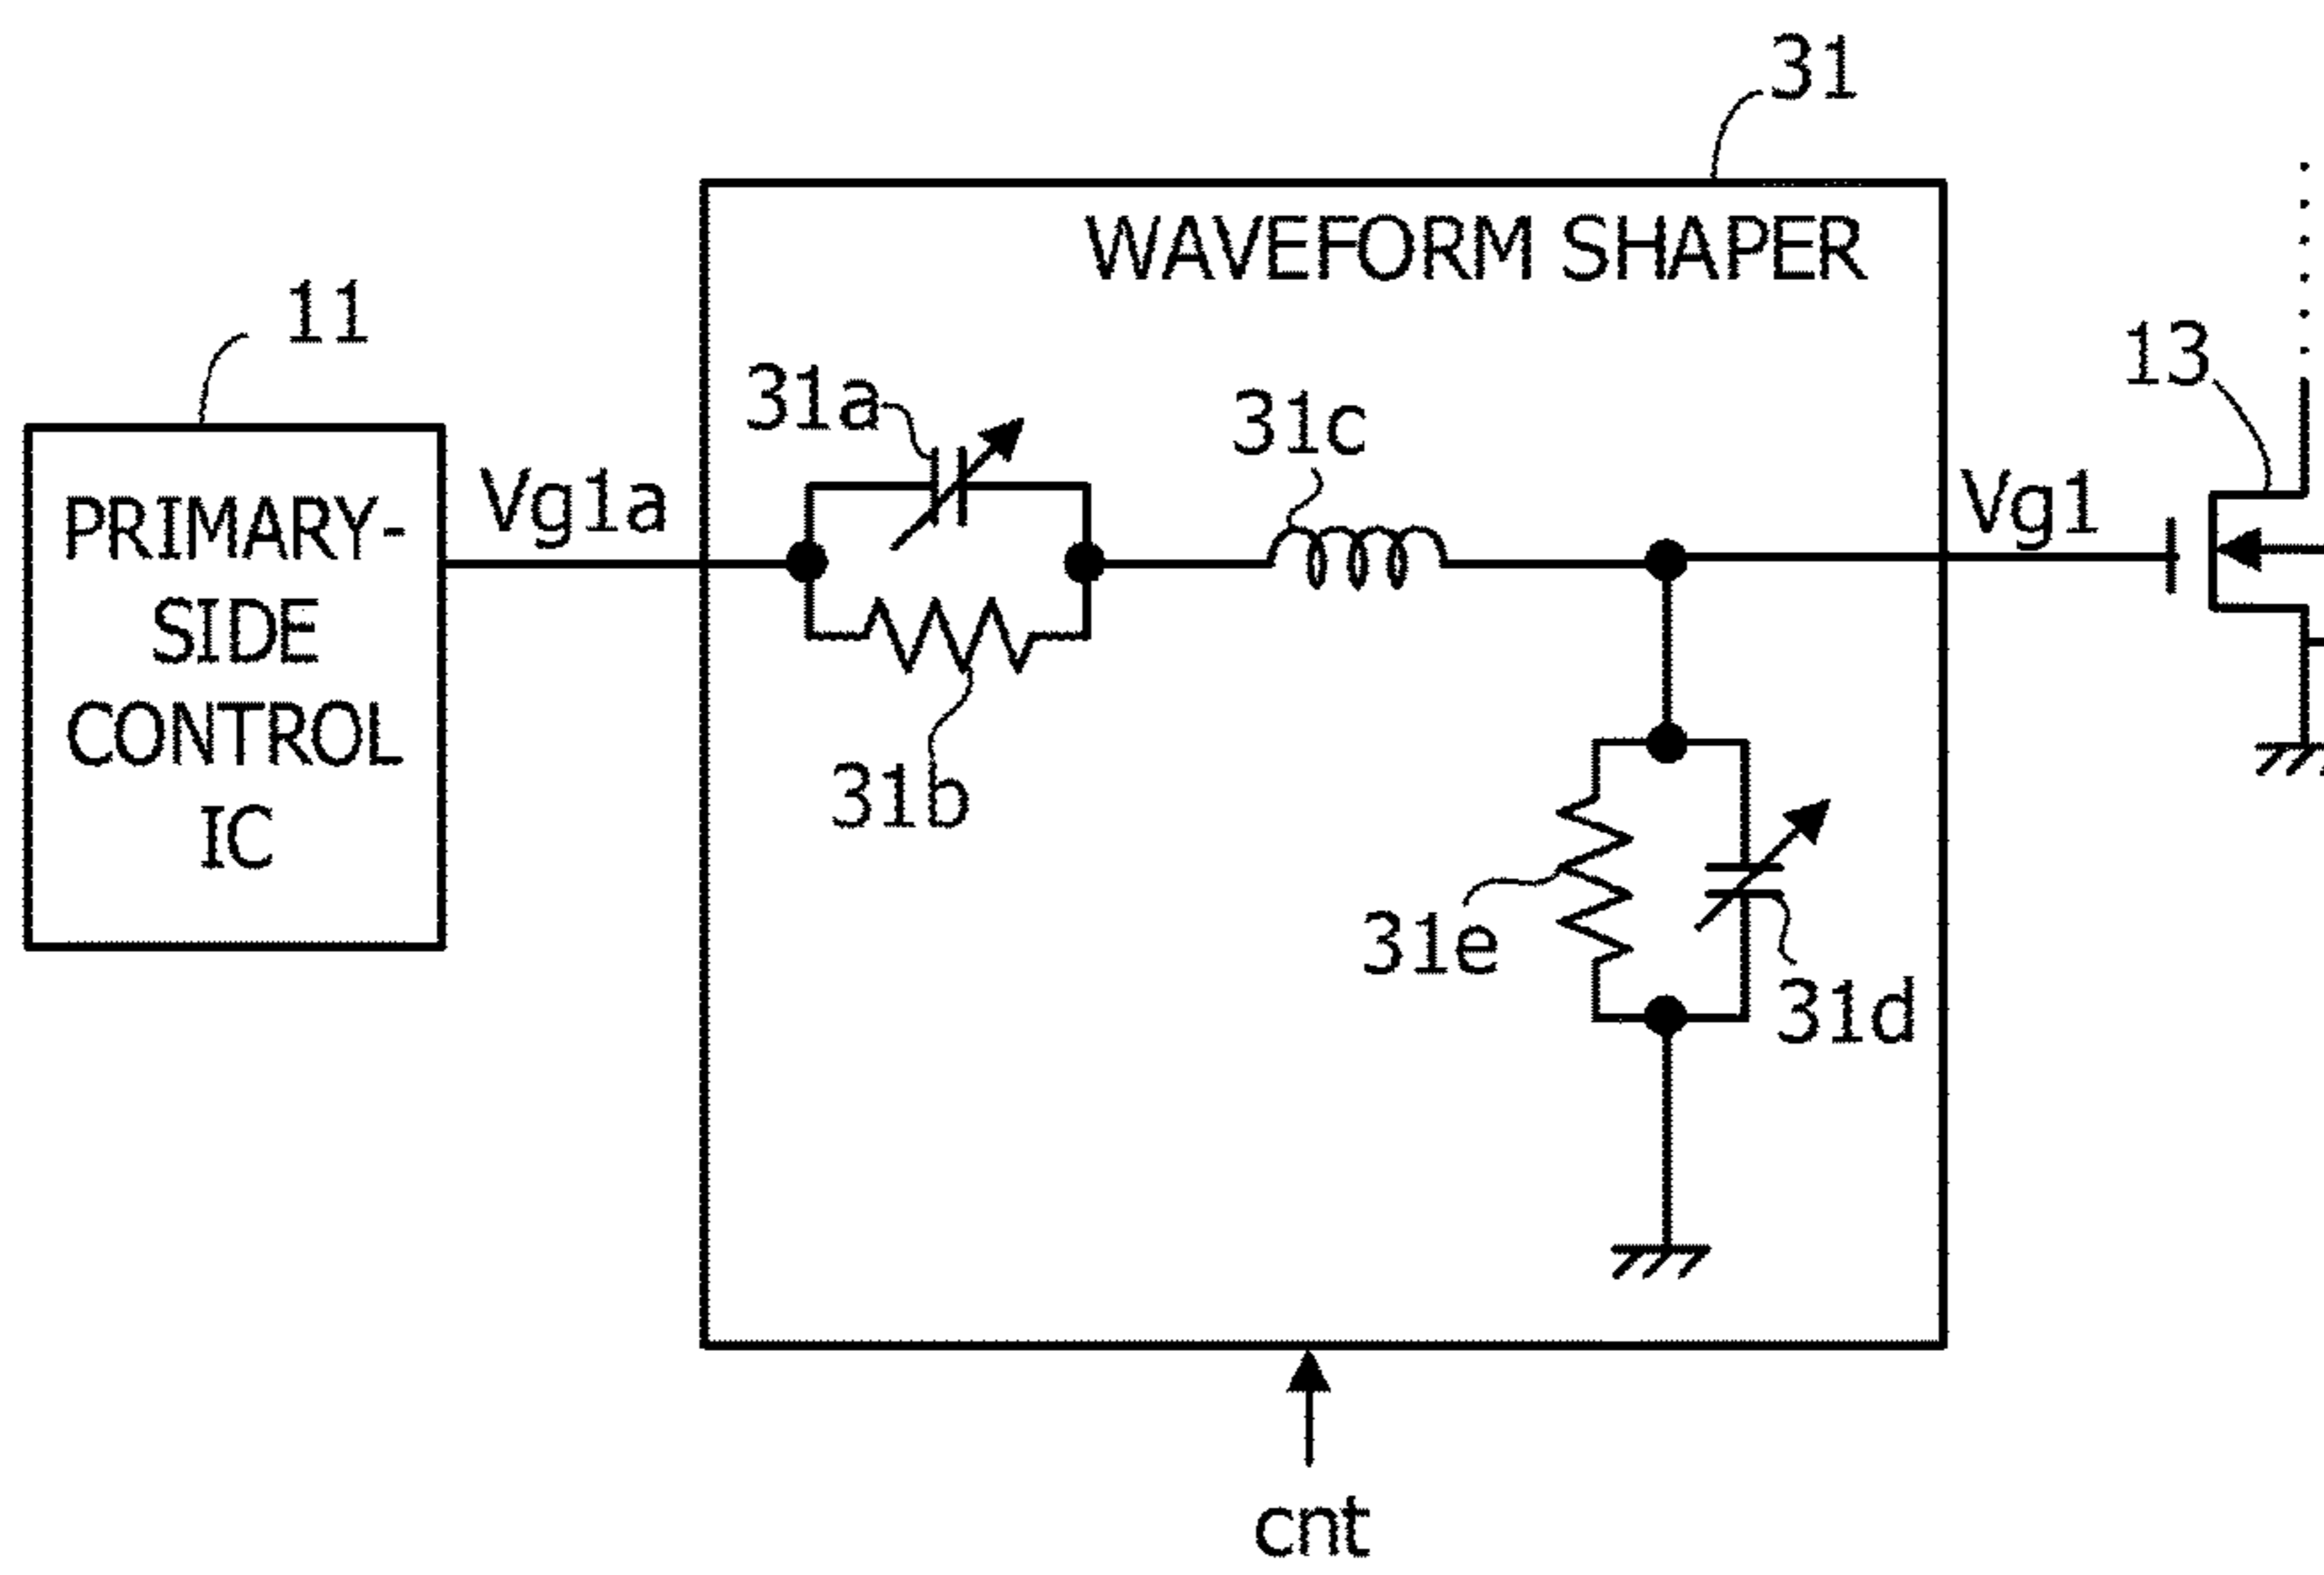 31
WAVEFORM SHAPER
11
13
31a
31c
Vg1a
Vg1
PRIMARY-
SIDE
CONTROL
IC
31b
31e
31d
cnt